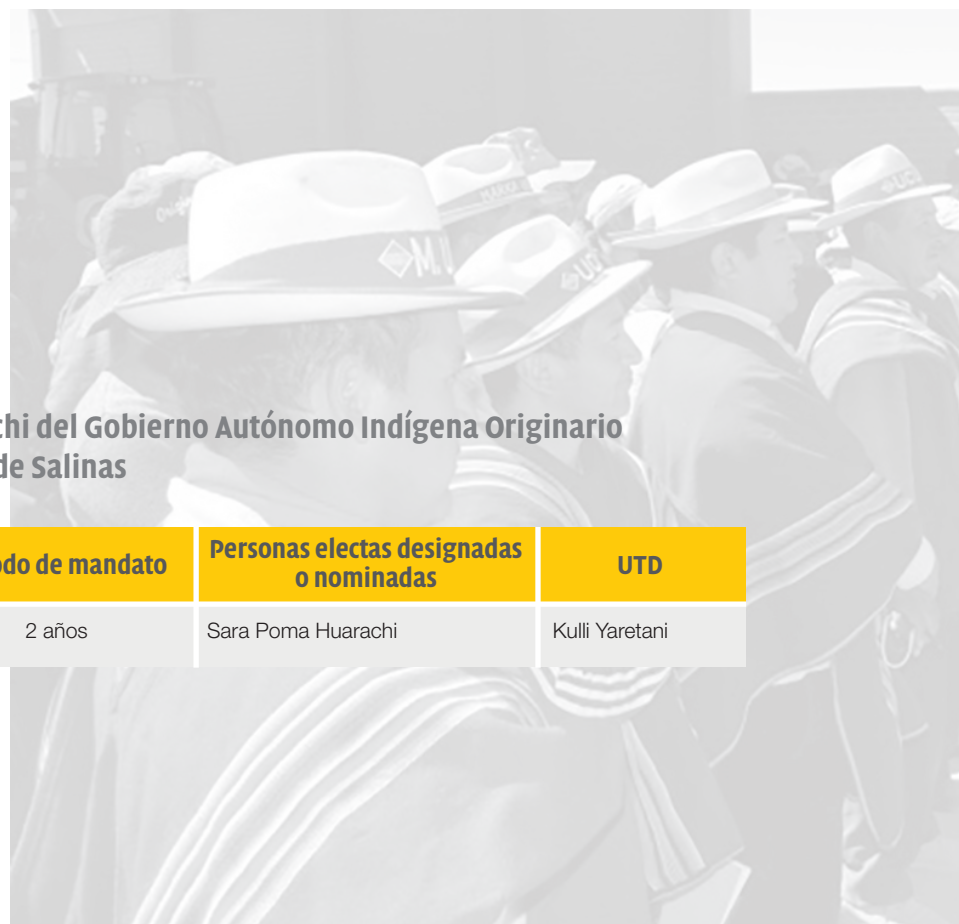 chi del Gobierno Autónomo Indígena Originario
de Salinas
odo de mandato
Personas electas designadas
o nominadas
UTD
2 años
Sara Poma Huarachi
Kulli Yaretani
MARKA
M.